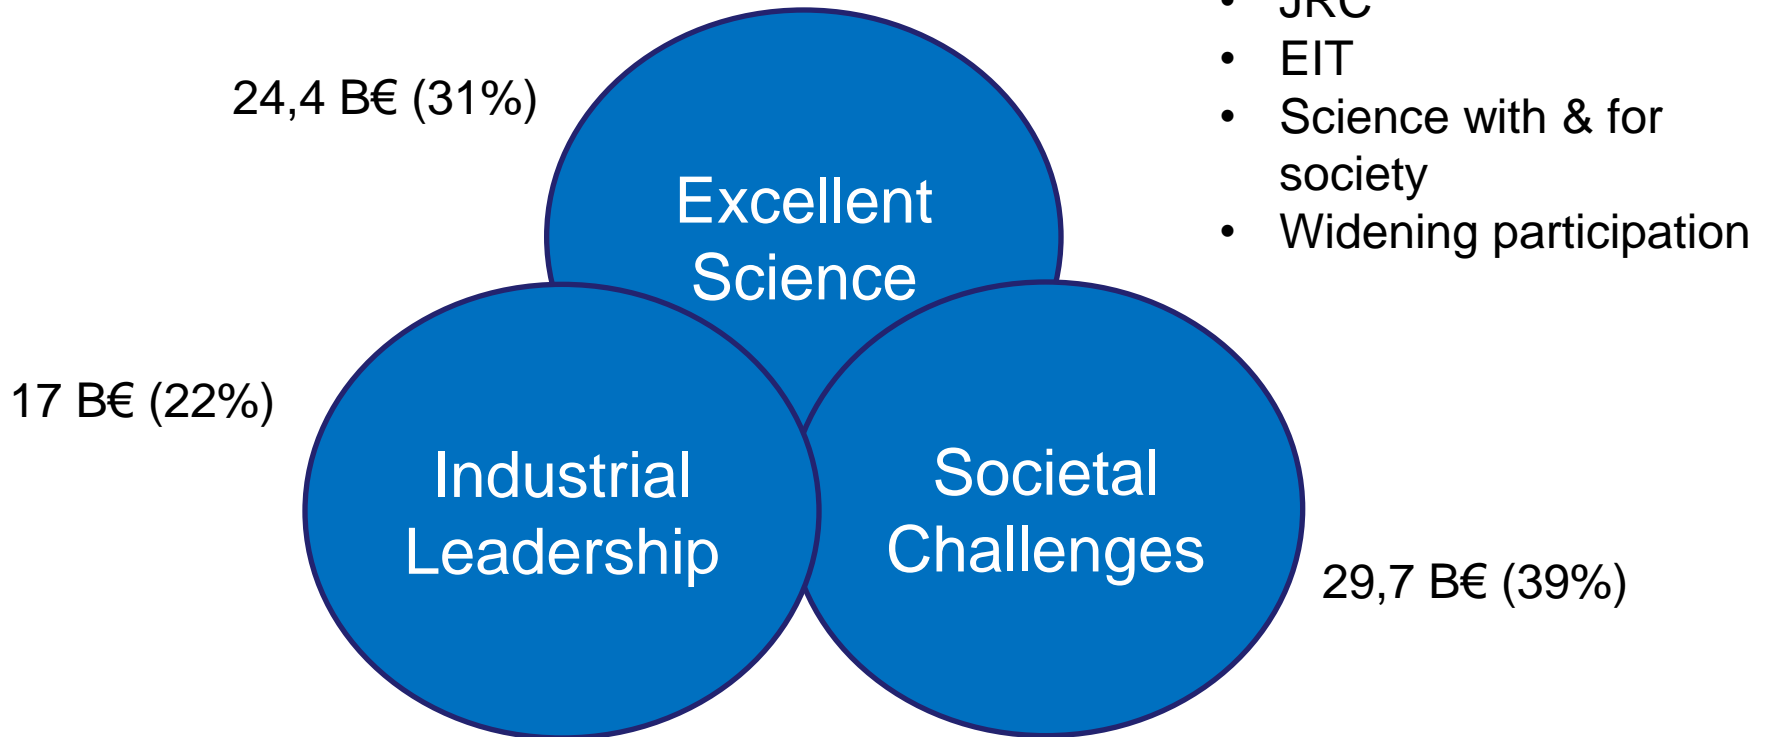 • JRC
• EIT
• Science with & for
society
• Widening participation
24,4 B€ (31%)
Excellent
Science
17 B€ (22%)
Industrial
Leadership
Societal
Challenges
29,7 B€ (39%)